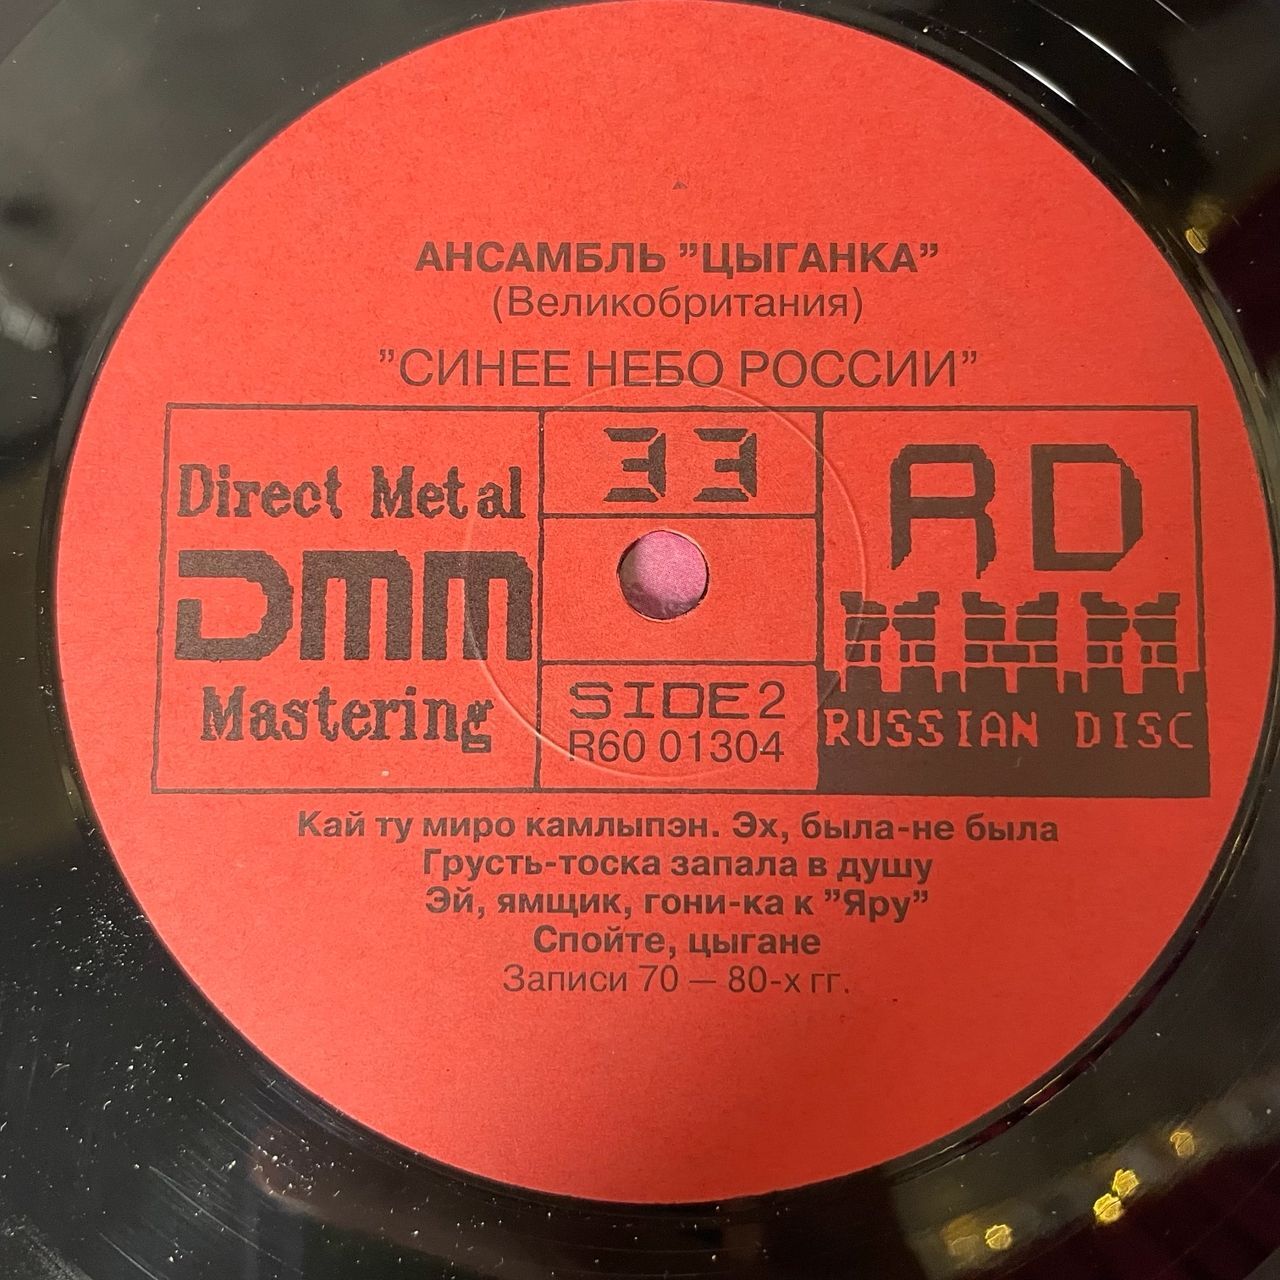 АНСАМБЛЬ "ЦЫГАНКА"
(Великобритания)
"СИНЕЕ НЕБО РОССИИ"
Direct Metal
DMM
Mastering
33
SIDE 2
R60 01304
RD
RUSSIAN DISC
Кай ту миро камлыпэн. Эх, была-не была
Грусть-тоска запала в душу
Эй, ямщик, гони-ка к "Яру"
Спойте, цыгане
Записи 70 — 80-х гг.